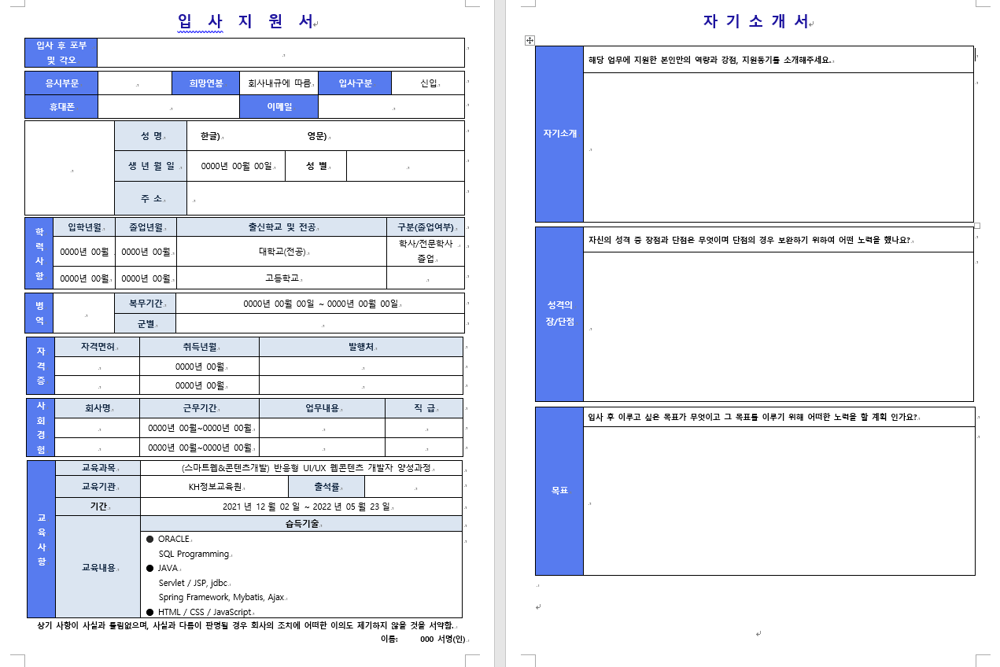 입 사 지 원 서
입사 후 포부
및 각오
응시부문 희망연봉 회사내규에 따름 입사구분 신입
휴대폰 이메일
성 명 한글) 영문)
생 년 월 일 0000년 00월 00일 성 별
주 소
학력사항 입학년월 졸업년월 출신학교 및 전공 구분(졸업여부)
0000년 00월 0000년 00월 대학교(전공) 학사/전문학사
졸업
0000년 00월 0000년 00월 고등학교
병역 복무기간 0000년 00월 00일 ~ 0000년 00월 00일
군별
자격증 자격면허 취득년월 발행처
0000년 00월
0000년 00월
사회경험 회사명 근무기간 업무내용 직 급
0000년 00월~0000년 00월
0000년 00월~0000년 00월
교육사항 교육과목 (스마트웹&콘텐츠개발) 반응형 UI/UX 웹콘텐츠 개발자 양성과정
교육기관 KH정보교육원 출석률
기간 2021 년 12 월 02 일 ~ 2022 년 05 월 23 일
교육내용 습득기술
● ORACLE
SQL Programming
● JAVA
Servlet / JSP, jdbc
Spring Framework, Mybatis, Ajax
● HTML / CSS / JavaScript
상기 사항이 사실과 틀림없으며, 사실과 다름이 판명될 경우 회사의 조치에 어떠한 이의도 제기하지 않을 것을 서약함.
이름: 000 서명(인)
자 기 소 개 서
자기소개 해당 업무에 지원한 본인만의 역량과 강점, 지원동기를 소개해주세요.
성격의
장/단점
자신의 성격 중 장점과 단점은 무엇이며 단점의 경우 보완하기 위하여 어떤 노력을 했나요?
목표 입사 후 이루고 싶은 목표가 무엇이고 그 목표를 이루기 위해 어떠한 노력을 할 계획 인가요?